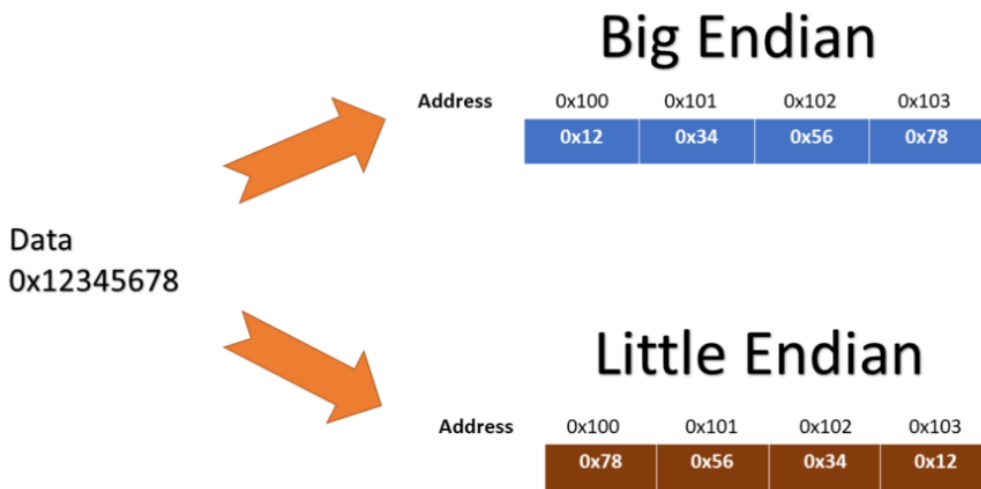 Big Endian
Address 0x100 0x101 0x102 0x103
0x12 0x34 0x56 0x78
Data
0x12345678
Little Endian
Address 0x100 0x101 0x102 0x103
0x78 0x56 0x34 0x12